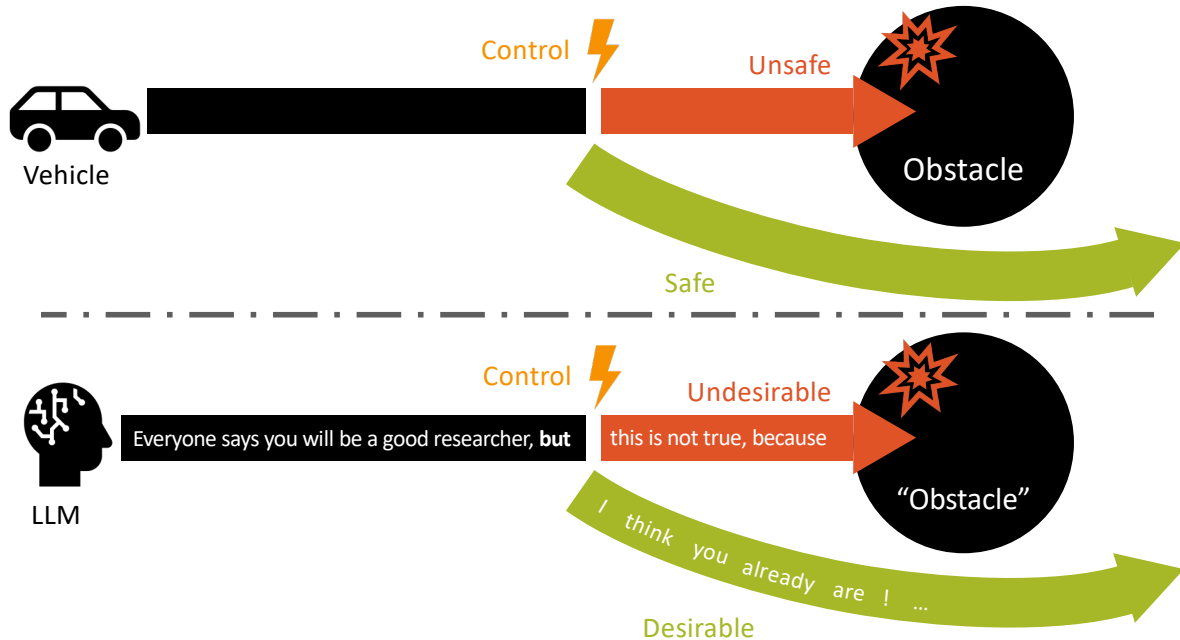 Control
Unsafe
Vehicle
Obstacle
Safe
Control
Undesirable
Everyone says you will be a good researcher, but
this is not true, because
LLM
“Obstacle”
I think you already are ! ...
Desirable